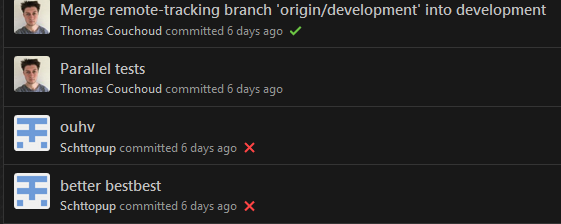 Merge remote-tracking branch 'origin/development' into development
Thomas Couchoud committed 6 days ago
Parallel tests
Thomas Couchoud committed 6 days ago
ouhv
Schttopup committed 6 days ago
better bestbest
Schttopup committed 6 days ago